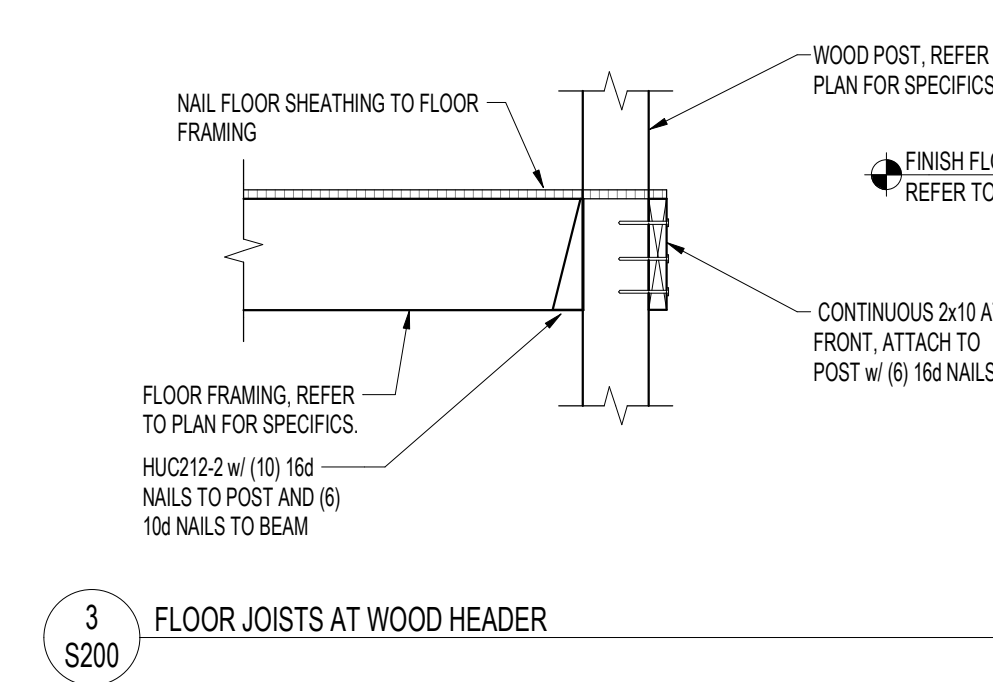 WOOD POST, REFER
PLAN FOR SPECIFICS
NAIL FLOOR SHEATHING TO FLOOR
FRAMING
FINISH
REFER TO
CONTINUOUS 2x10
FRONT, ATTACH TO
POST w/ (6) 16d NAILS
FLOOR FRAMING, REFER
TO PLAN FOR SPECIFICS.
HUC212-2 w/ (10) 16d
NAILS TO POST AND (6)
10d NAILS TO BEAM
3
S200
FLOOR JOISTS AT WOOD HEADER